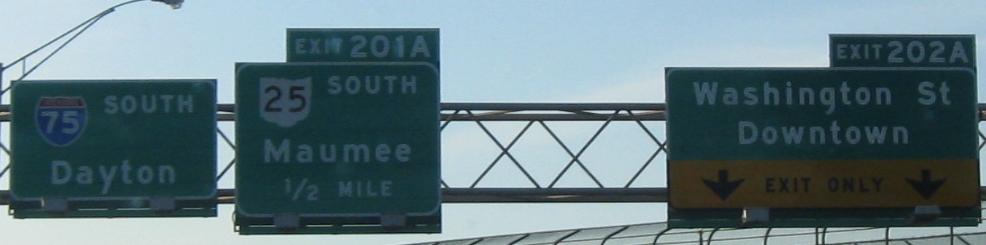 75 SOUTH
Dayton
EXIT 201A
25 SOUTH
Maumee
1/2 MILE
EXIT 202A
Washington St
Downtown
EXIT ONLY